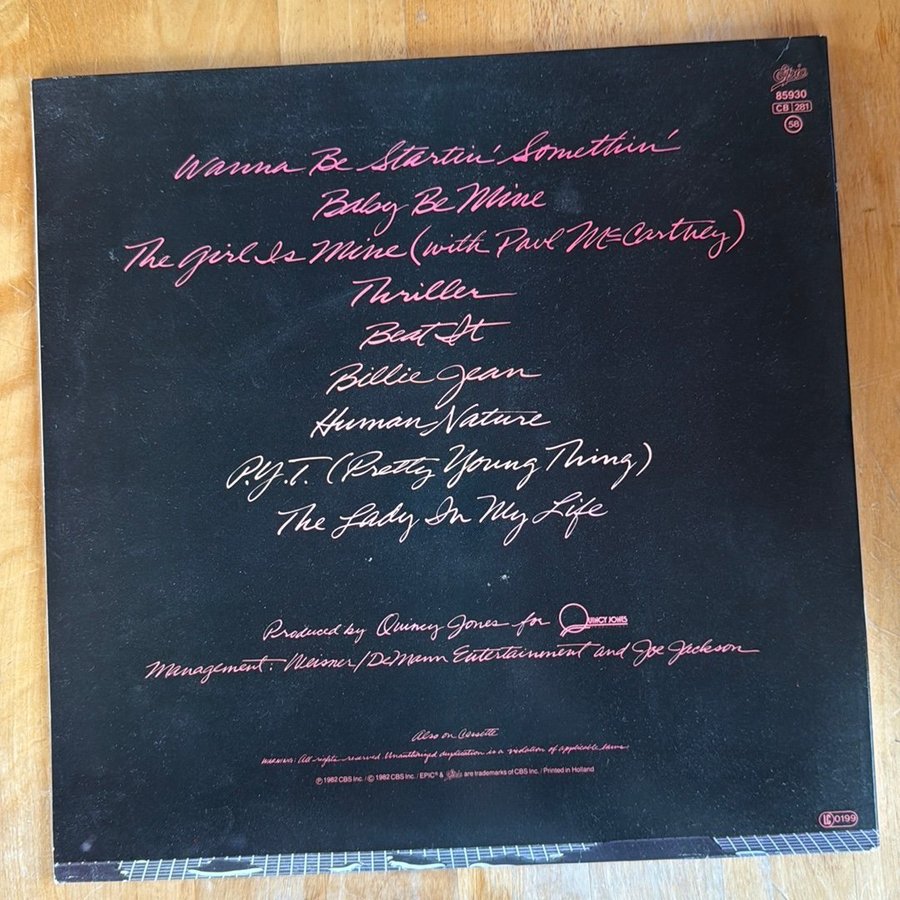 Epic
85930
CB 281
56
Wanna Be Startin' Somethin'
Baby Be Mine
The Girl Is Mine (with Paul McCartney)
Thriller
Beat It
Billie Jean
Human Nature
P.Y.T. (Pretty Young Thing)
The Lady In My Life
Produced by Quincy Jones for QUINCY JONES
Management: Weisner/DeMann Entertainment and Joe Jackson
Also on Cassette
WARNING: All rights reserved. Unauthorized duplication is a violation of applicable laws.
℗ 1982 CBS Inc. / © 1982 CBS Inc. / EPIC® & Epic are trademarks of CBS Inc. / Printed in Holland
LC 0199